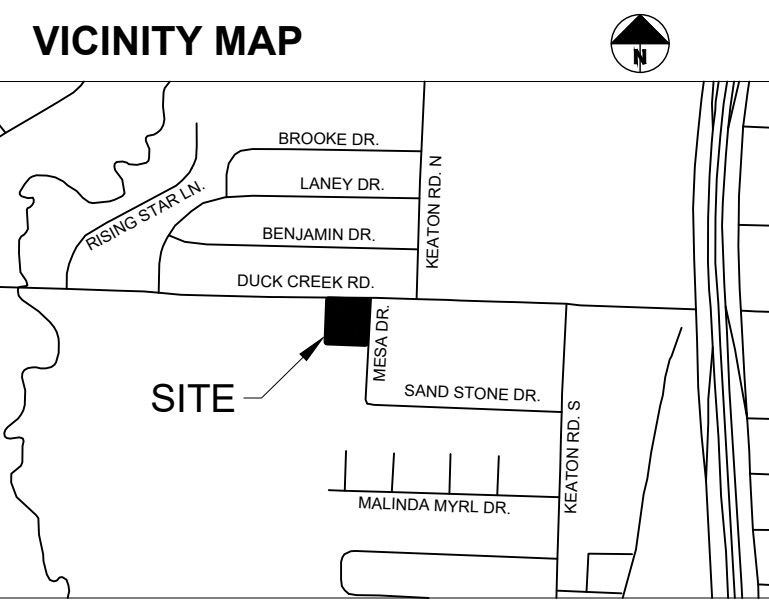 VICINITY MAP
N
BROOKE DR.
LANEY DR.
KEATON RD. N
RISING STAR LN.
BENJAMIN DR.
DUCK CREEK RD.
MESA DR.
SITE
SAND STONE DR.
KEATON RD. S
MALINDA MYRL DR.